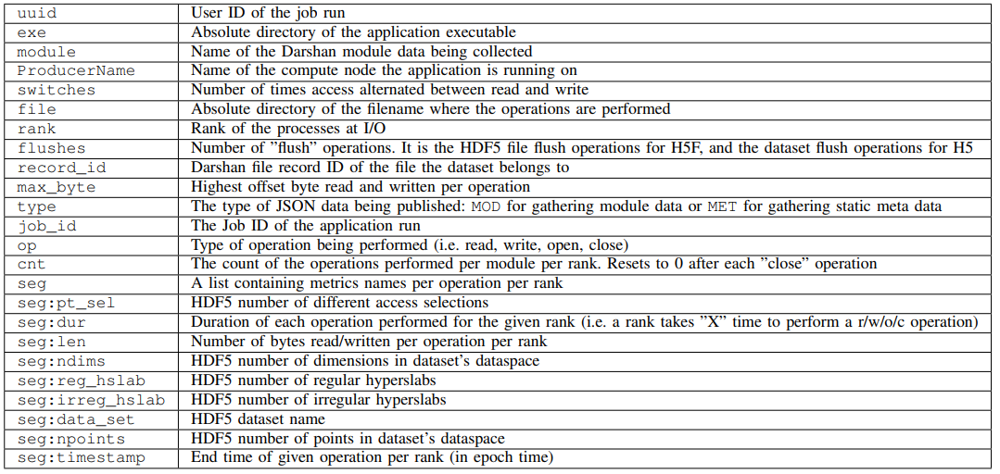 uuid User ID of the job run
exe Absolute directory of the application executable
module Name of the Darshan module data being collected
ProducerName Name of the compute node the application is running on
switches Number of times access alternated between read and write
file Absolute directory of the filename where the operations are performed
rank Rank of the processes at I/O
flushes Number of ”flush” operations. It is the HDF5 file flush operations for H5F, and the dataset flush operations for H5
record_id Darshan file record ID of the file the dataset belongs to
max_byte Highest offset byte read and written per operation
type The type of JSON data being published: MOD for gathering module data or MET for gathering static meta data
job_id The Job ID of the application run
op Type of operation being performed (i.e. read, write, open, close)
cnt The count of the operations performed per module per rank. Resets to 0 after each ”close” operation
seg A list containing metrics names per operation per rank
seg:pt_sel HDF5 number of different access selections
seg:dur Duration of each operation performed for the given rank (i.e. a rank takes ”X” time to perform a r/w/o/c operation)
seg:len Number of bytes read/written per operation per rank
seg:ndims HDF5 number of dimensions in dataset's dataspace
seg:reg_hslab HDF5 number of regular hyperslabs
seg:irreg_hslab HDF5 number of irregular hyperslabs
seg:data_set HDF5 dataset name
seg:npoints HDF5 number of points in dataset's dataspace
seg:timestamp End time of given operation per rank (in epoch time)